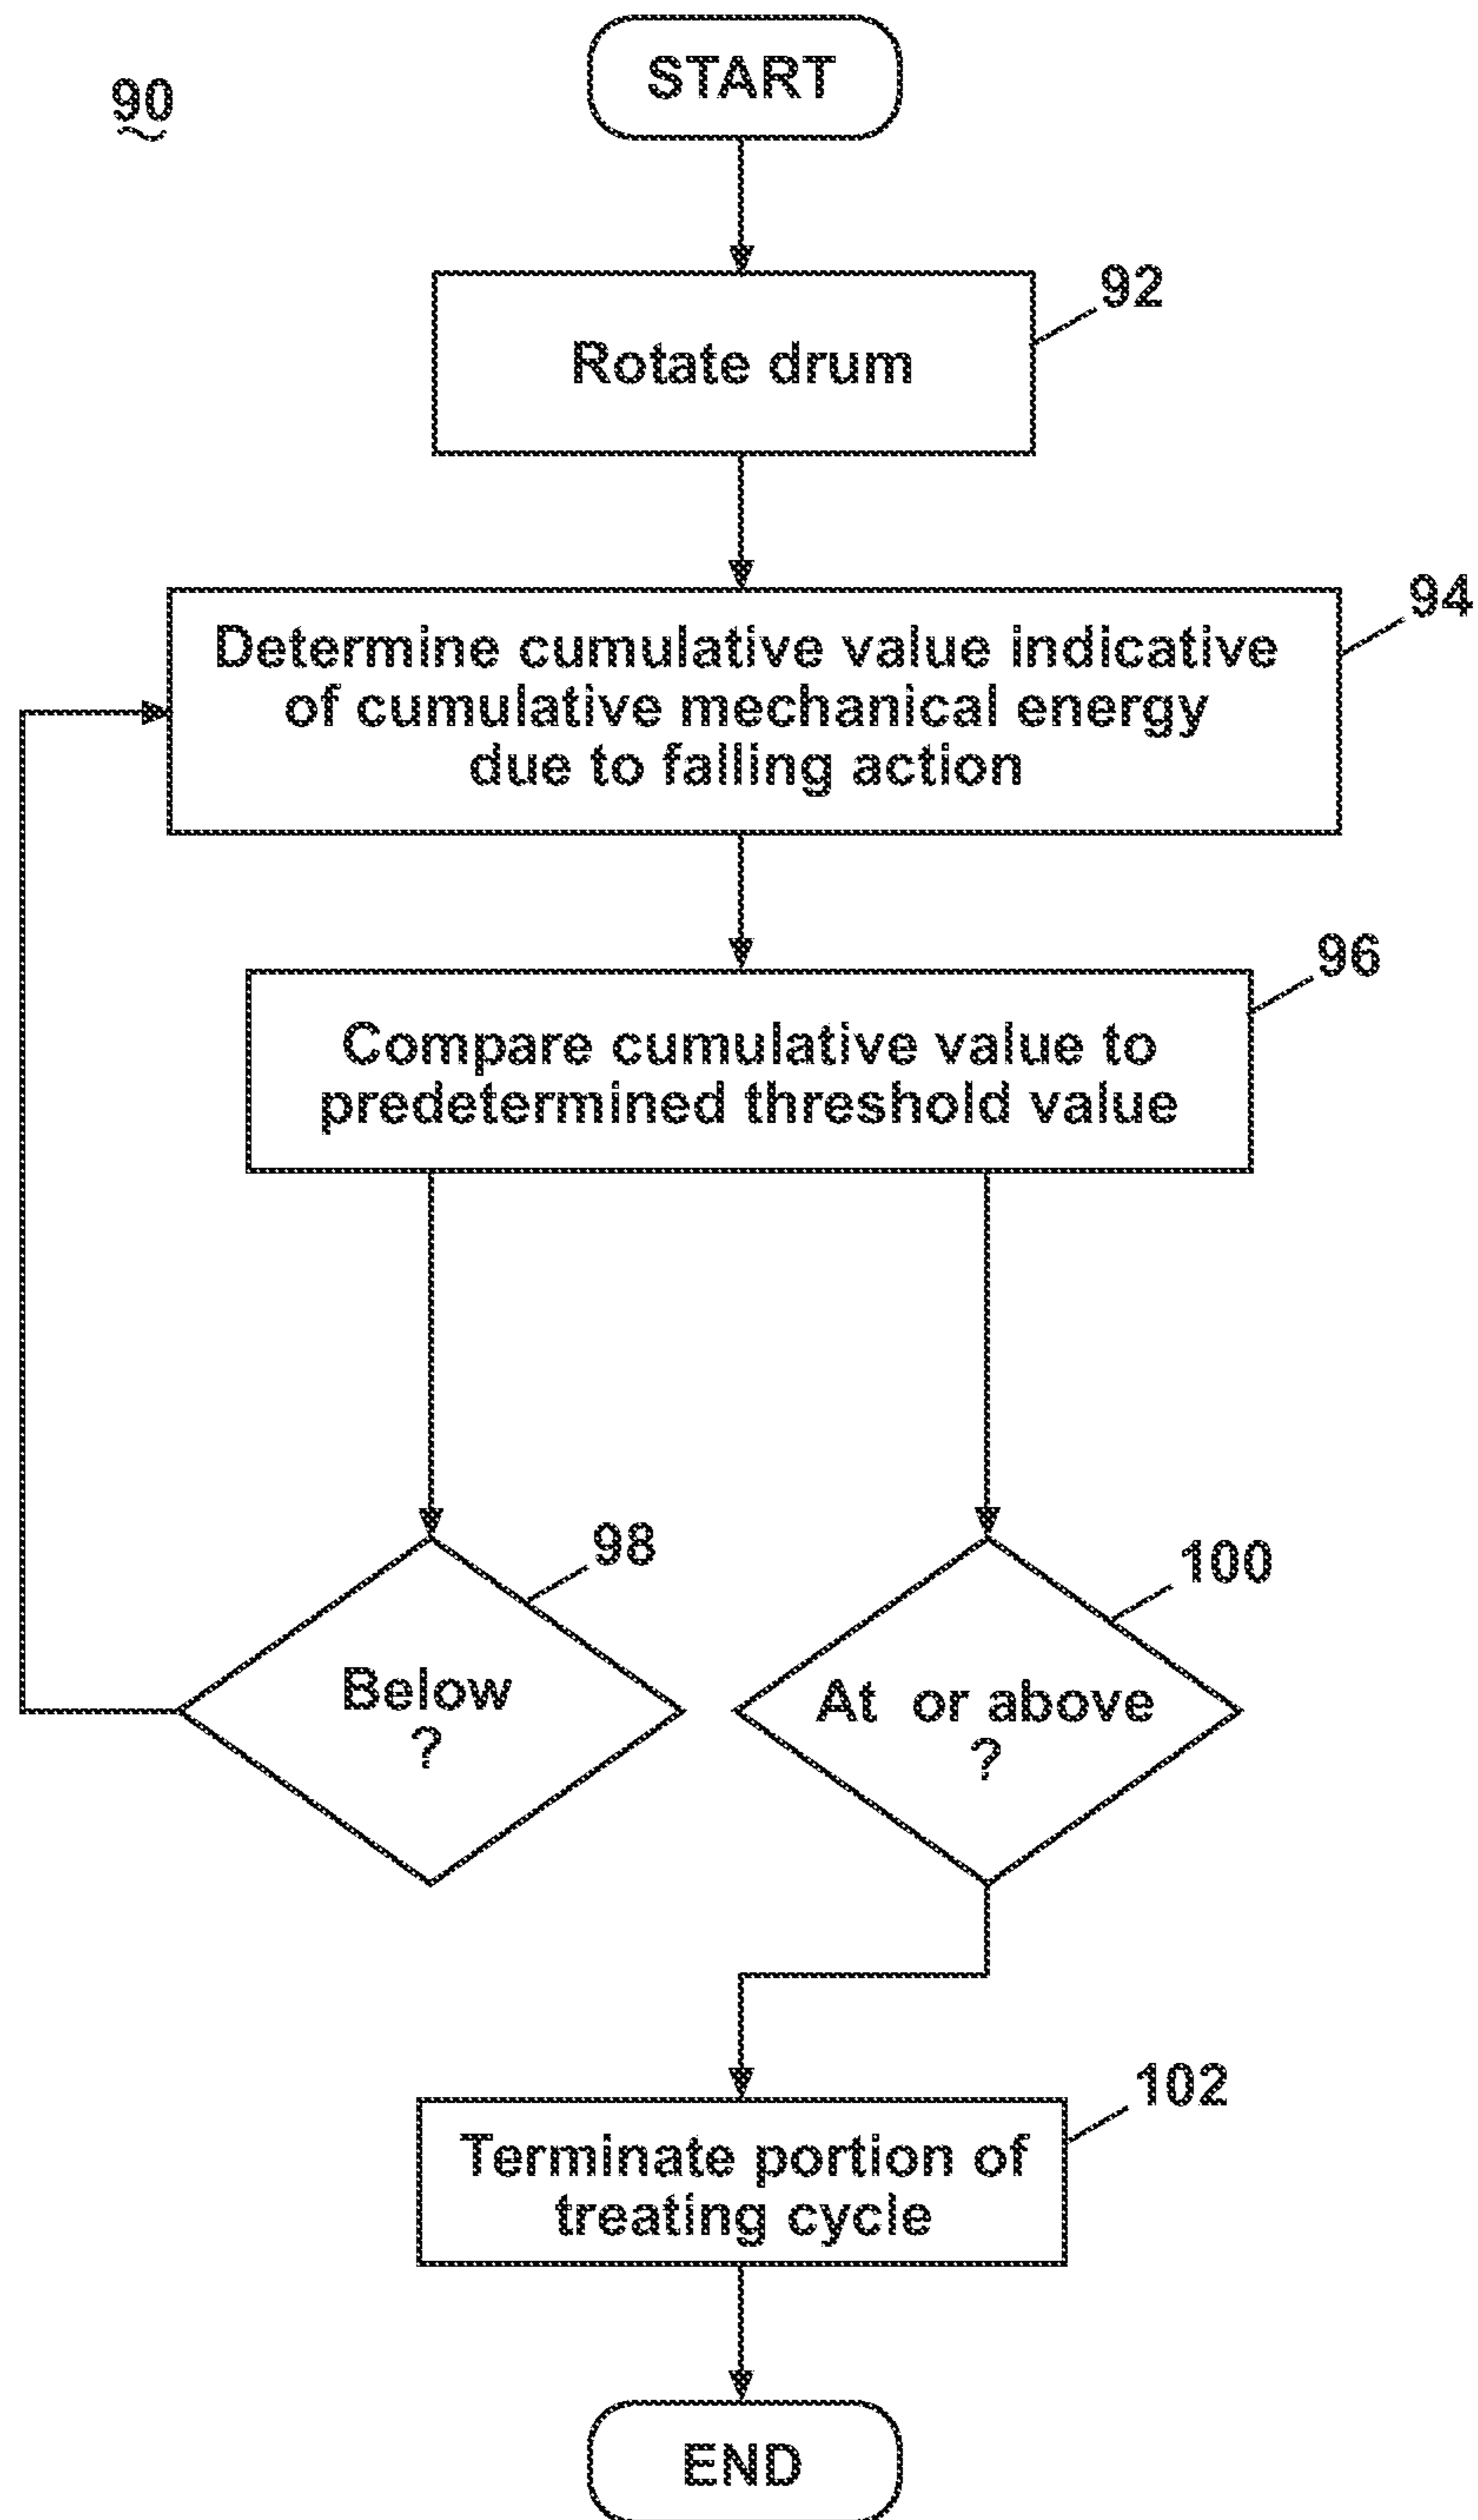 START
90
92
Rotate drum
94
Determine cumulative value indicative
of cumulative mechanical energy
due to falling action
96
Compare cumulative value to
predetermined threshold value
98
100
Below
?
At or above
?
102
Terminate portion of
treating cycle
END